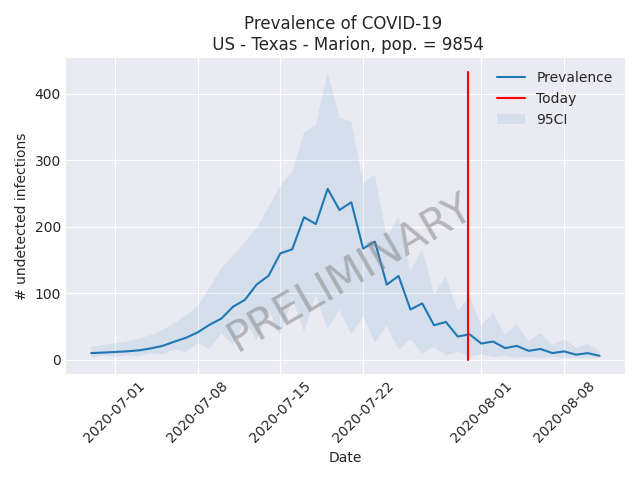 Prevalence of COVID-19
US - Texas - Marion, pop. = 9854
# undetected infections
400
300
200
100
0
Prevalence
Today
95CI
PRELIMINARY
2020-07-01
2020-07-08
2020-07-15
2020-07-22
2020-08-01
2020-08-08
Date